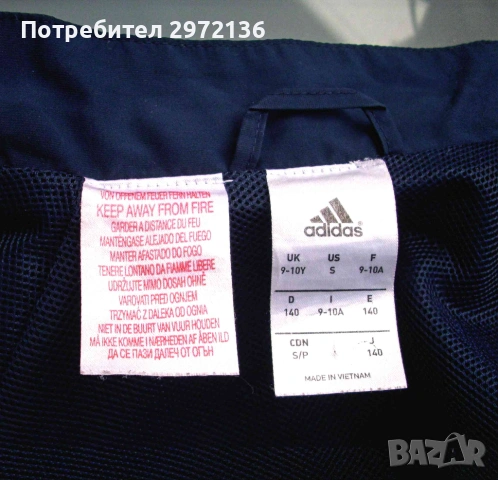 Потребител 2972136
VON OFFENEM FEUER FERN HALTEN
KEEP AWAY FROM FIRE
GARDER A DISTANCE DU FEU
MANTENGASE ALEJADO DEL FUEGO
MANTER AFASTADO DO FOGO
TENERE LONTANO DA FIAMME LIBERE
UDRŽUJTE MIMO DOSAH OHNĚ
VAROVATI PRED OGNJEM
TRZYMAĆ Z DALEKA OD OGNIA
NIET IN DE BUURT VAN VUUR HOUDEN
MÅ IKKE KOMME I NÆRHEDEN AF ÅBEN ILD
ДА СЕ ПАЗИ ДАЛЕЧ ОТ ОГЪН
adidas
UK US F
9-10Y S 9-10A
D I E
140 9-10A 140
CDN J
S/P 140
MADE IN VIETNAM
BAZAR